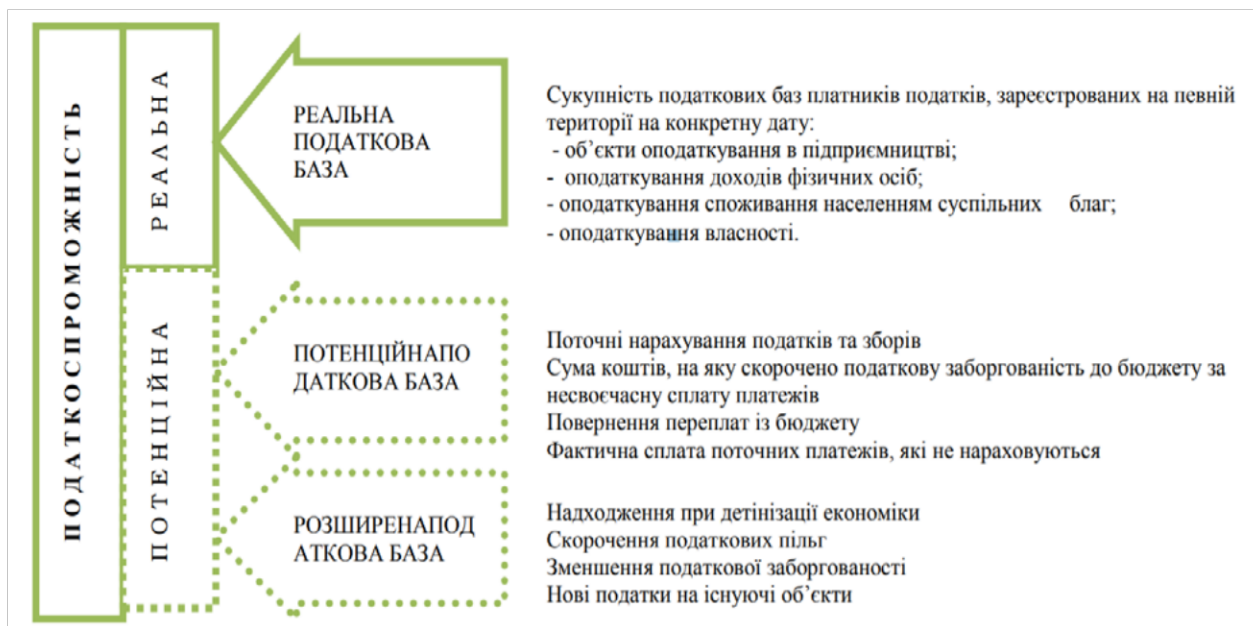 ПОДАТКОСПРОМОЖНІСТЬ
РЕАЛЬНА
РЕАЛЬНА
ПОДАТКОВА
БАЗА
Сукупність податкових баз платників податків, зареєстрованих на певній
території на конкретну дату:
- об’єкти оподаткування в підприємництві;
- оподаткування доходів фізичних осіб;
- оподаткування споживання населенням суспільних благ;
- оподаткування власності.
ПОТЕНЦІЙНА
ПОТЕНЦІЙНАПО
ДАТКОВА БАЗА
Поточні нарахування податків та зборів
Сума коштів, на яку скорочено податкову заборгованість до бюджету за
несвоєчасну сплату платежів
Повернення переплат із бюджету
Фактична сплата поточних платежів, які не нараховуються
РОЗШИРЕНАПОД
АТКОВА БАЗА
Надходження при детінізації економіки
Скорочення податкових пільг
Зменшення податкової заборгованості
Нові податки на існуючі об’єкти